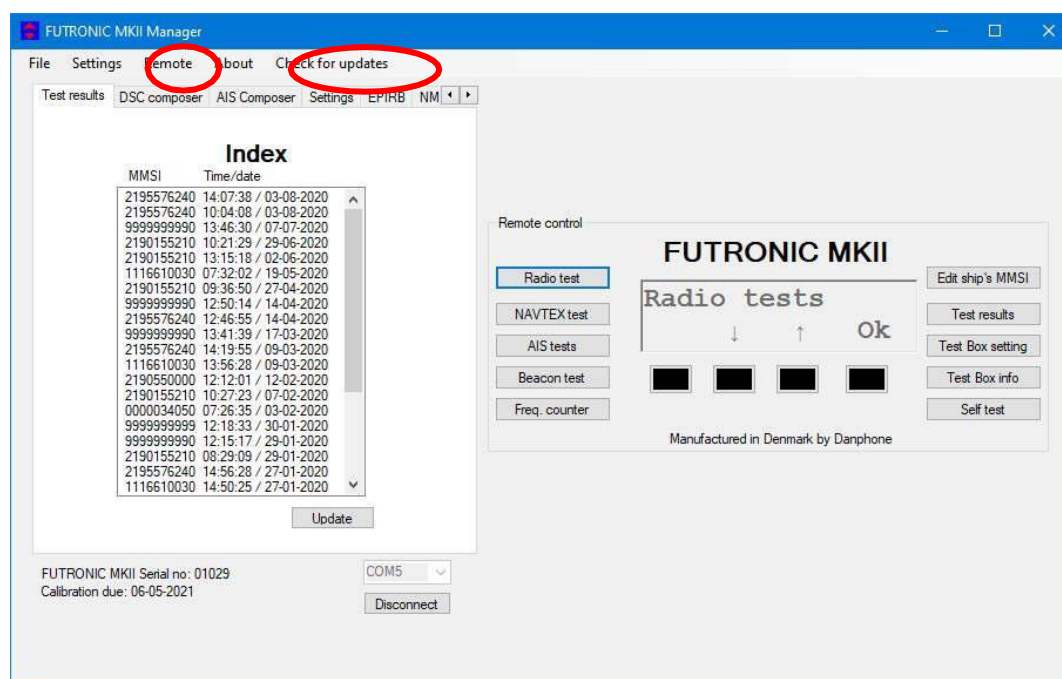 FUTRONIC MKII Manager
File Settings Remote About Check for updates
Test results DSC composer AIS Composer Settings EPIRB NM
Index
MMSI Time/date
2195576240 14:07:38 / 03-08-2020
2195576240 10:04:08 / 03-08-2020
9999999990 13:46:30 / 07-07-2020
2190155210 10:21:29 / 29-06-2020
2190155210 13:15:18 / 02-06-2020
1116610030 07:32:02 / 19-05-2020
2190155210 09:36:50 / 27-04-2020
9999999990 12:50:14 / 14-04-2020
2195576240 12:46:55 / 14-04-2020
9999999990 13:41:39 / 17-03-2020
2195576240 14:19:55 / 09-03-2020
1116610030 13:56:28 / 09-03-2020
2190550000 12:12:01 / 12-02-2020
2190155210 10:27:23 / 07-02-2020
0000034050 07:26:35 / 03-02-2020
9999999999 12:18:33 / 30-01-2020
9999999990 12:15:17 / 29-01-2020
2190155210 08:29:09 / 29-01-2020
2195576240 14:56:28 / 27-01-2020
1116610030 14:50:25 / 27-01-2020
Update
FUTRONIC MKII Serial no: 01029
Calibration due: 06-05-2021
COM5
Disconnect
Remote control
FUTRONIC MKII
Radio test
NAVTEX test
AIS tests
Beacon test
Freq. counter
Radio tests
↓ ↑ Ok
Edit ship's MMSI
Test results
Test Box setting
Test Box info
Self test
Manufactured in Denmark by Danphone